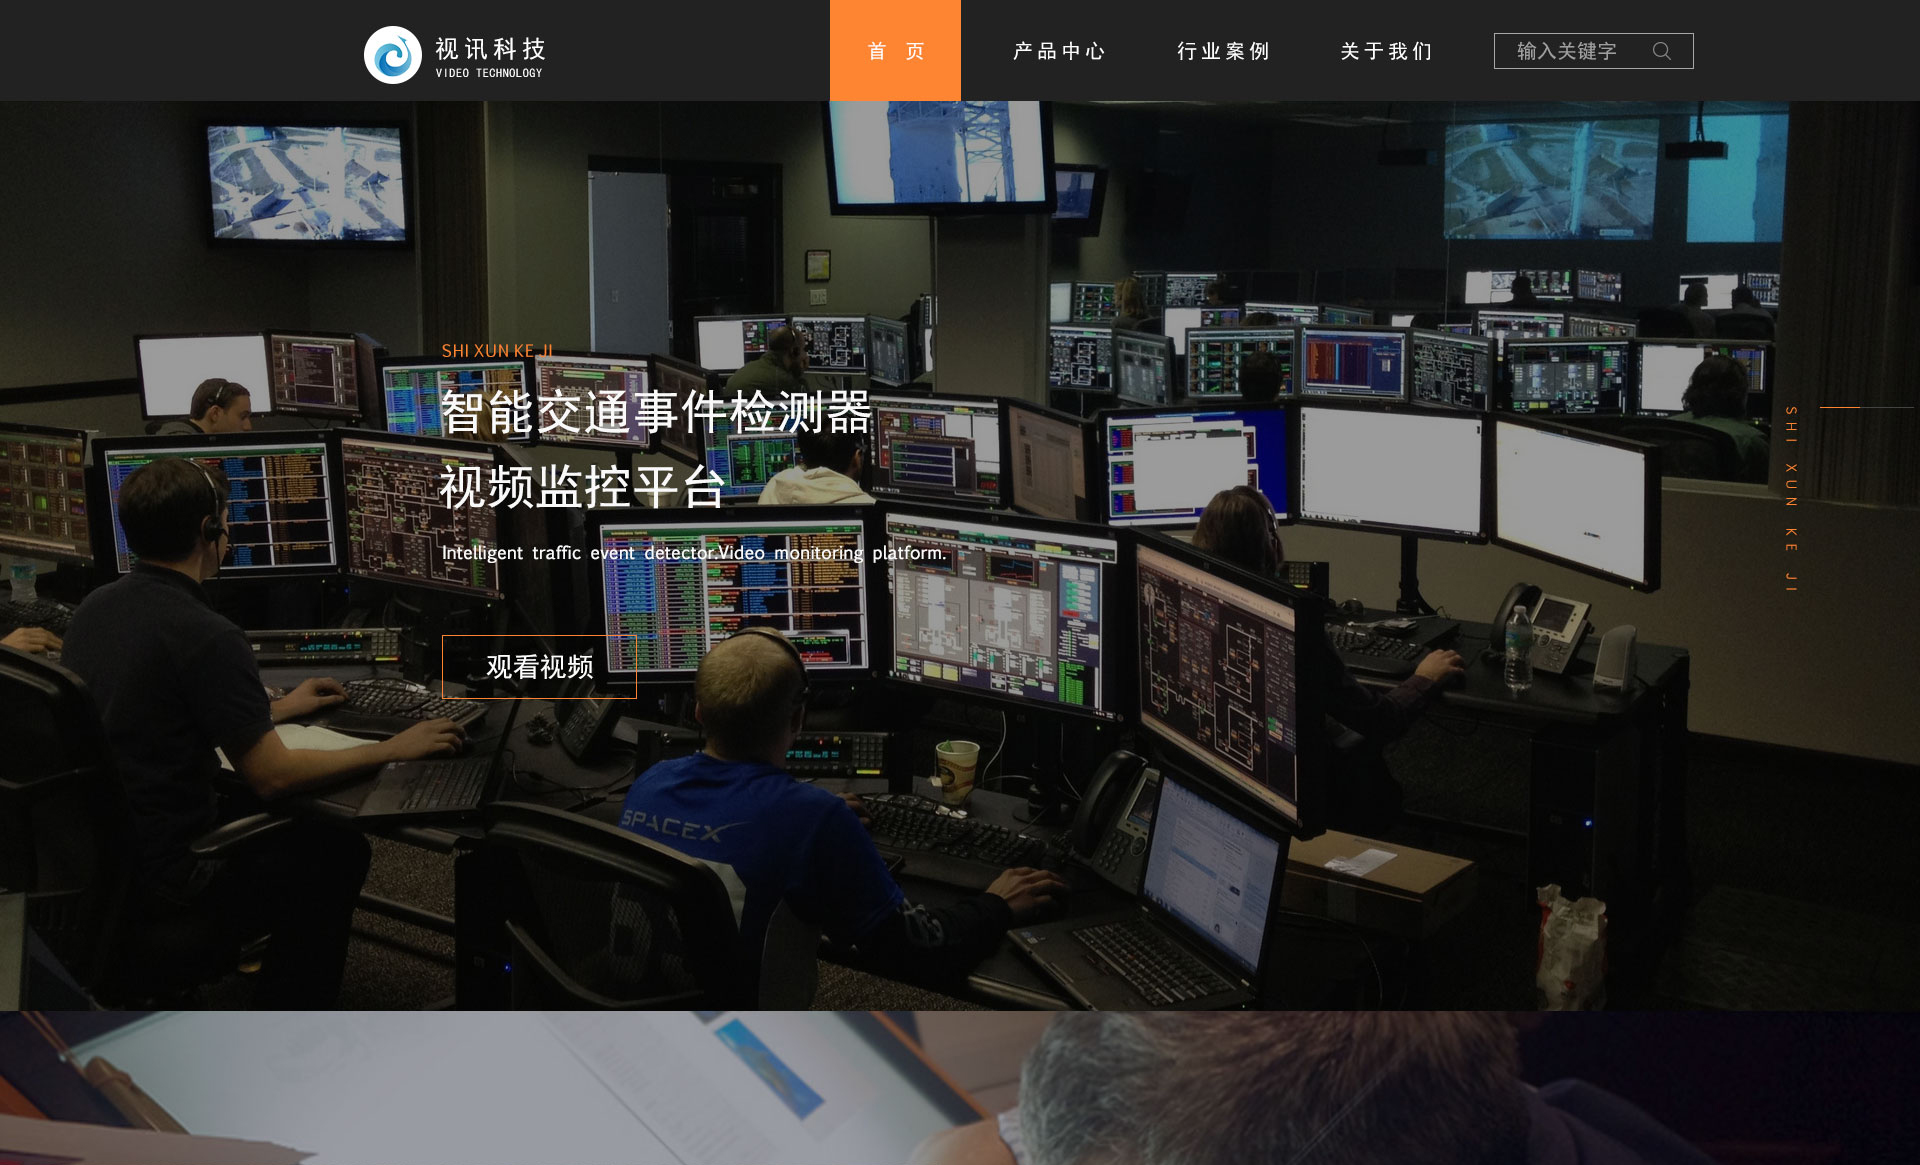 视讯科技
VIDEO TECHNOLOGY
首 页
产品中心
行业案例
关于我们
输入关键字
SHI XUN KE JI
智能交通事件检测器
视频监控平台
Intelligent traffic event detector.Video monitoring platform.
观看视频
SHI XUN KE JI
SPACEX